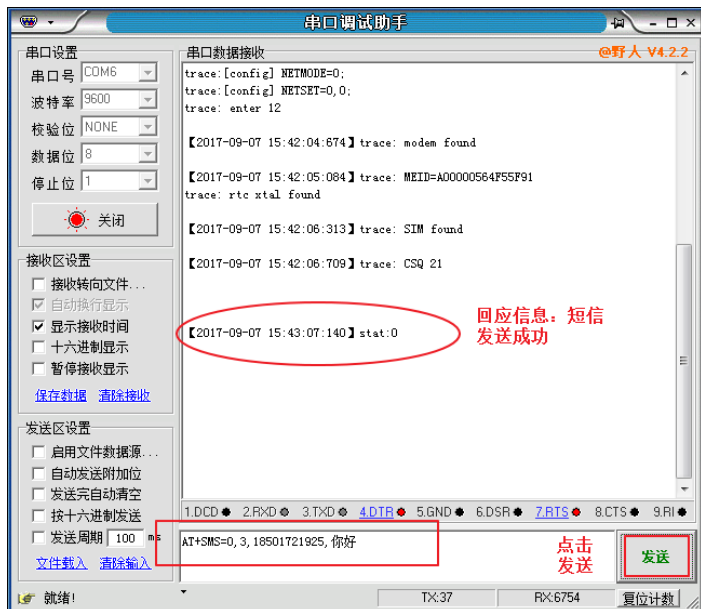 串口调试助手
串口设置
串口号 COM6
波特率 9600
校验位 NONE
数据位 8
停止位 1
关闭
接收区设置
接收转向文件...
自动换行显示
显示接收时间
十六进制显示
暂停接收显示
保存数据 清除接收
发送区设置
启用文件数据源...
自动发送附加位
发送完自动清空
按十六进制发送
发送周期 100 ms
文件载入 清除输入
串口数据接收 @野人 V4.2.2
trace:[config] NETMODE=0;
trace:[config] NETSET=0,0;
trace: enter 12
【2017-09-07 15:42:04:674】trace: modem found
【2017-09-07 15:42:05:084】trace: MEID=A00000564F55F91
trace: rtc xtal found
【2017-09-07 15:42:06:313】trace: SIM found
【2017-09-07 15:42:06:709】trace: CSQ 21
【2017-09-07 15:43:07:140】stat:0
回应信息：短信
发送成功
1.DCD 2.RXD 3.TXD 4.DTR 5.GND 6.DSR 7.RTS 8.CTS 9.RI
AT+SMS=0,3,18501721925,你好
点击
发送
发送
就绪! TX:37 RX:6754 复位计数